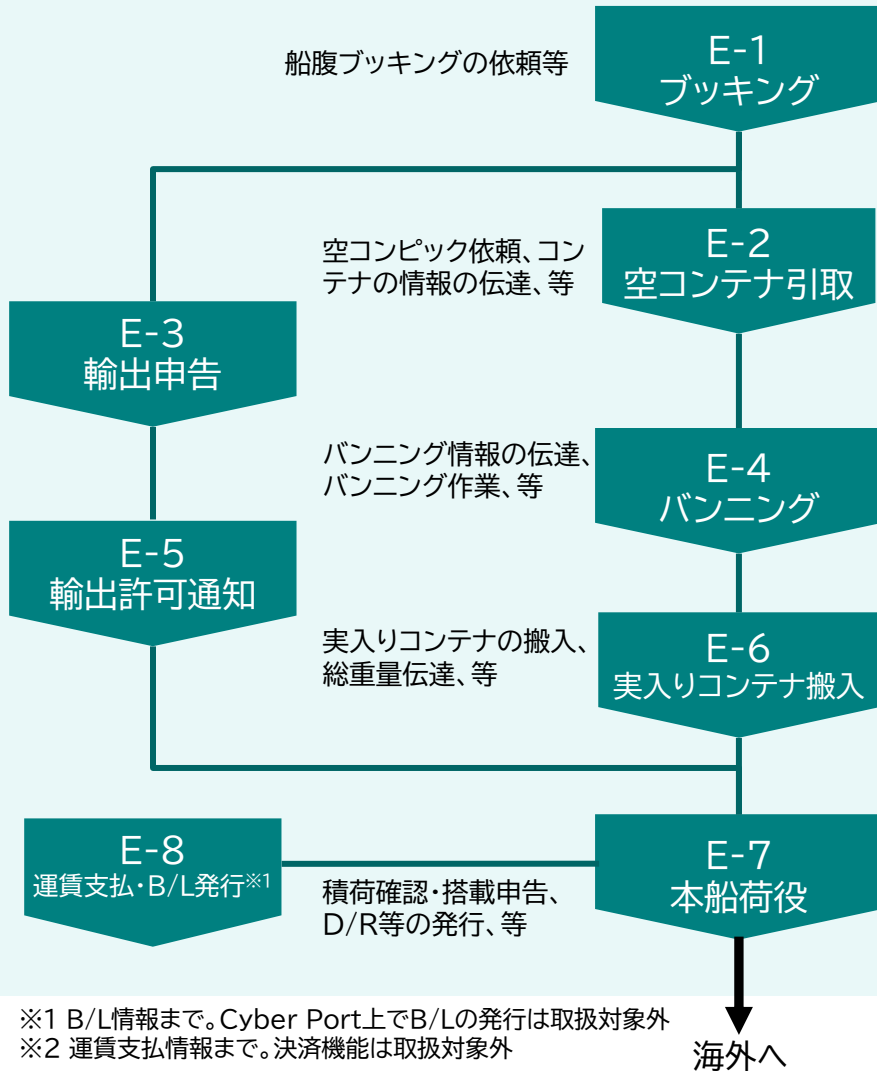 船腹ブッキングの依頼等
E-1
ブッキング
空コンピック依頼、コン
テナの情報の伝達、等
E-2
空コンテナ引取
E-3
輸出申告
バンニング情報の伝達、
バンニング作業、等
E-4
バンニング
E-5
輸出許可通知
実入りコンテナの搬入、
総重量伝達、等
E-6
実入りコンテナ搬入
E-8
運賃支払・B/L発行※1
積荷確認・搭載申告、
D/R等の発行、等
E-7
本船荷役
※1 B/L情報まで。Cyber Port上でB/Lの発行は取扱対象外
※2 運賃支払情報まで。決済機能は取扱対象外
海外へ